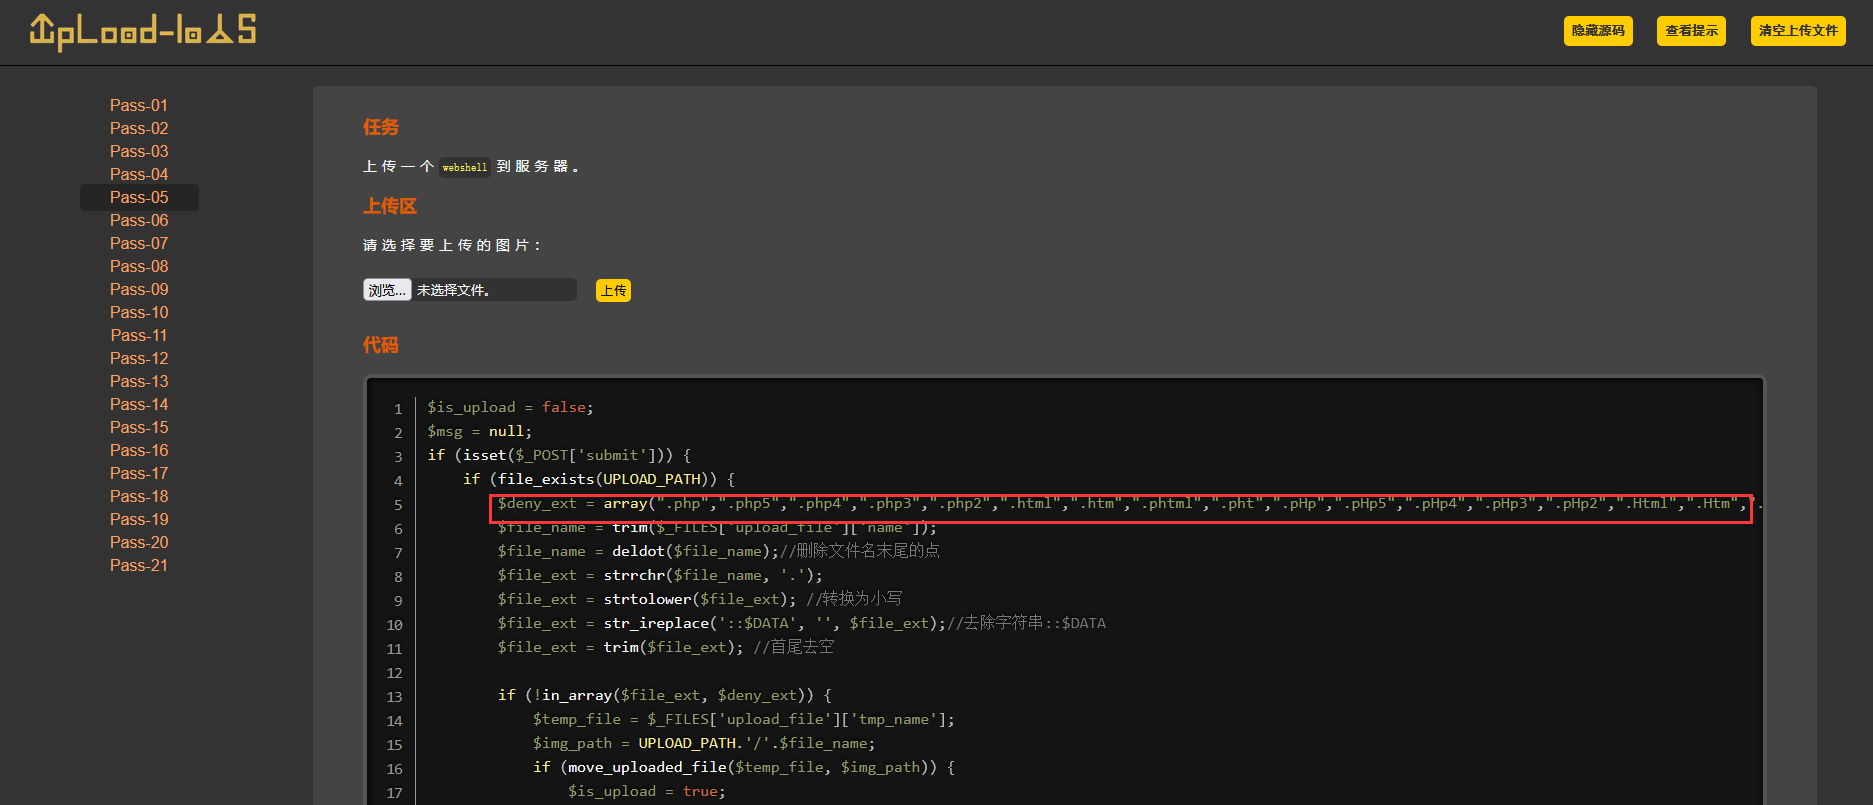 UpLoad-labS
隐藏源码 查看提示 清空上传文件
Pass-01
Pass-02
Pass-03
Pass-04
Pass-05
Pass-06
Pass-07
Pass-08
Pass-09
Pass-10
Pass-11
Pass-12
Pass-13
Pass-14
Pass-15
Pass-16
Pass-17
Pass-18
Pass-19
Pass-20
Pass-21
任务
上传一个 webshell 到服务器。
上传区
请选择要上传的图片：
浏览... 未选择文件。 上传
代码
1 $is_upload = false;
2 $msg = null;
3 if (isset($_POST['submit'])) {
4 if (file_exists(UPLOAD_PATH)) {
5 $deny_ext = array(".php",".php5",".php4",".php3",".php2",".html",".htm",".phtml",".pht",".pHp",".pHp5",".pHp4",".pHp3",".pHp2",".Html",".Htm",".
6 $file_name = trim($_FILES['upload_file']['name']);
7 $file_name = deldot($file_name);//删除文件名末尾的点
8 $file_ext = strrchr($file_name, '.');
9 $file_ext = strtolower($file_ext); //转换为小写
10 $file_ext = str_ireplace('::$DATA', '', $file_ext);//去除字符串::$DATA
11 $file_ext = trim($file_ext); //首尾去空
12
13 if (!in_array($file_ext, $deny_ext)) {
14 $temp_file = $_FILES['upload_file']['tmp_name'];
15 $img_path = UPLOAD_PATH.'/'.$file_name;
16 if (move_uploaded_file($temp_file, $img_path)) {
17 $is_upload = true;